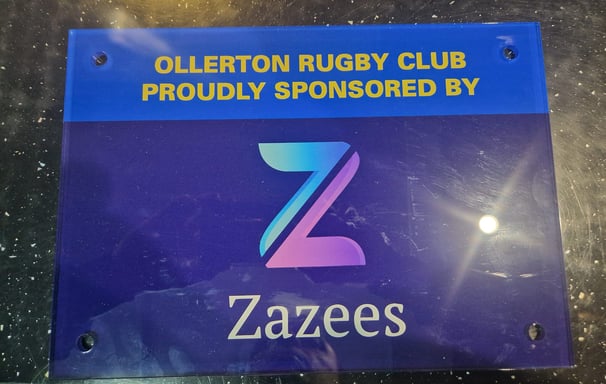 OLLERTON RUGBY CLUB
PROUDLY SPONSORED BY
Z
Zazees